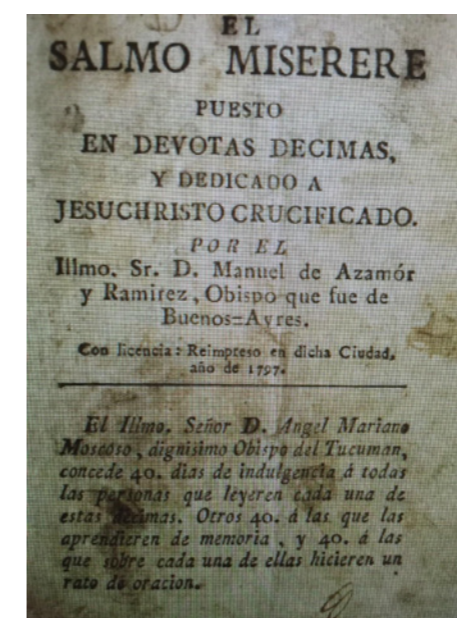 EL
SALMO MISERERE
PUESTO
EN DEVOTAS DECIMAS,
Y DEDICADO A
JESUCHRISTO CRUCIFICADO.
POR EL
Illmo. Sr. D. Manuel de Azamór
y Ramirez, Obispo que fue de
Buenos=Ayres.
Con licencia: Reimpreso en dicha Ciudad,
año de 1797.
El Illmo. Señor D. Angel Mariano
Moscoso, dignisimo Obispo del Tucuman,
concede 40. dias de indulgencia á todas
las personas que leyeren cada una de
estas decimas. Otros 40. á las que las
aprendieren de memoria, y 40. á las
que sobre cada una de ellas hicieren un
rato de oracion.